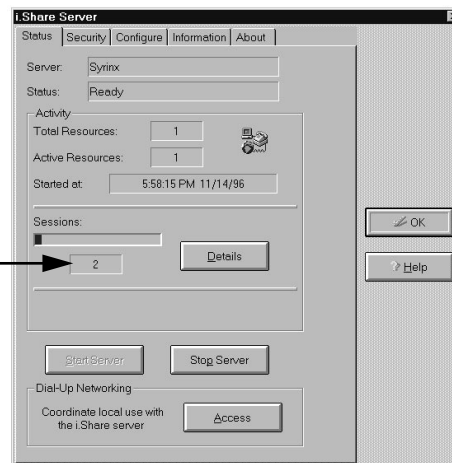 i.Share Server
Status Security Configure Information About
Server: Syrinx
Status: Ready
Activity
Total Resources: 1
Active Resources: 1
Started at: 5:58:15 PM 11/14/96
Sessions:
2
Details
OK
Help
Start Server Stop Server
Dial-Up Networking
Coordinate local use with
the i.Share server
Access